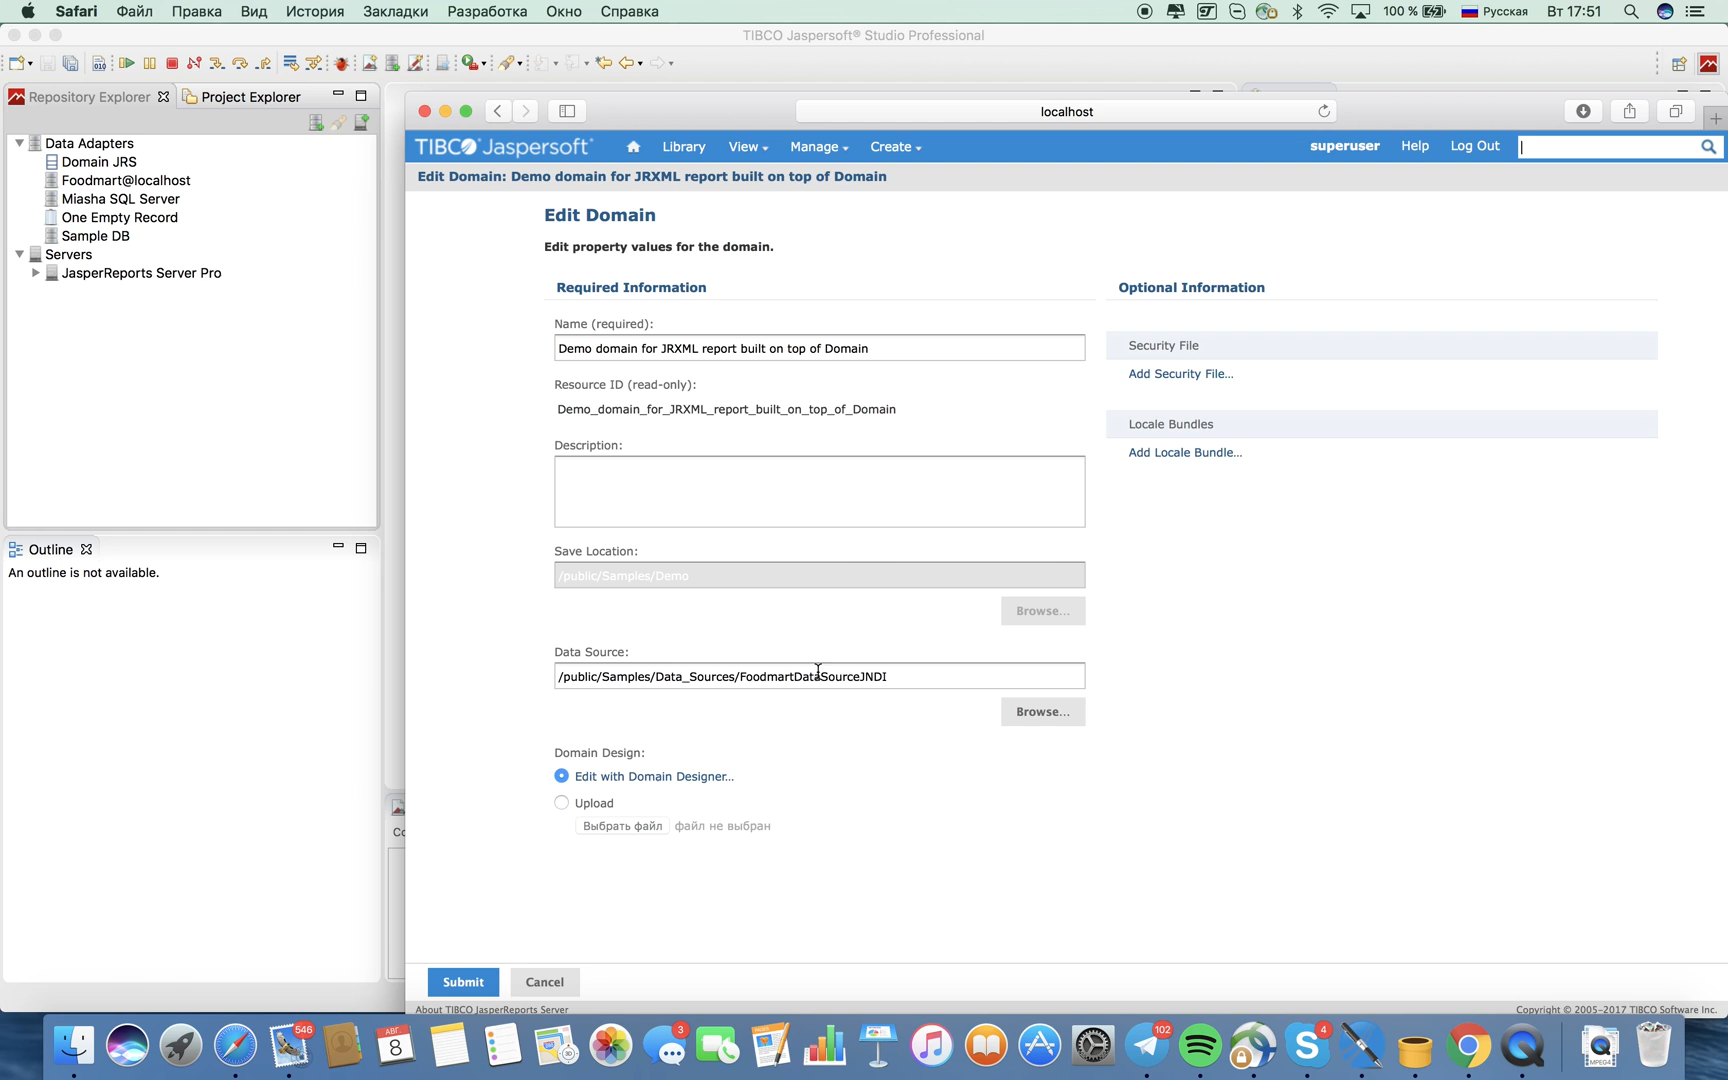 Safari Файл Правка Вид История Закладки Разработка Окно Справка 100 % Русская Вт 17:51
TIBCO Jaspersoft® Studio Professional
Repository Explorer Project Explorer
Data Adapters
Domain JRS
Foodmart@localhost
Miasha SQL Server
One Empty Record
Sample DB
Servers
JasperReports Server Pro
Outline
An outline is not available.
localhost
TIBCO Jaspersoft® Library View Manage Create superuser Help Log Out
Edit Domain: Demo domain for JRXML report built on top of Domain
Edit Domain
Edit property values for the domain.
Required Information
Name (required):
Demo domain for JRXML report built on top of Domain
Resource ID (read-only):
Demo_domain_for_JRXML_report_built_on_top_of_Domain
Description:
Save Location:
/public/Samples/Demo
Browse...
Data Source:
/public/Samples/Data_Sources/FoodmartDataSourceJNDI
Browse...
Domain Design:
Edit with Domain Designer...
Upload
Выбрать файл файл не выбран
Optional Information
Security File
Add Security File...
Locale Bundles
Add Locale Bundle...
Co
Submit Cancel
About TIBCO JasperReports Server Copyright © 2005-2017 TIBCO Software Inc.
546 АВГ 8 3 102 4